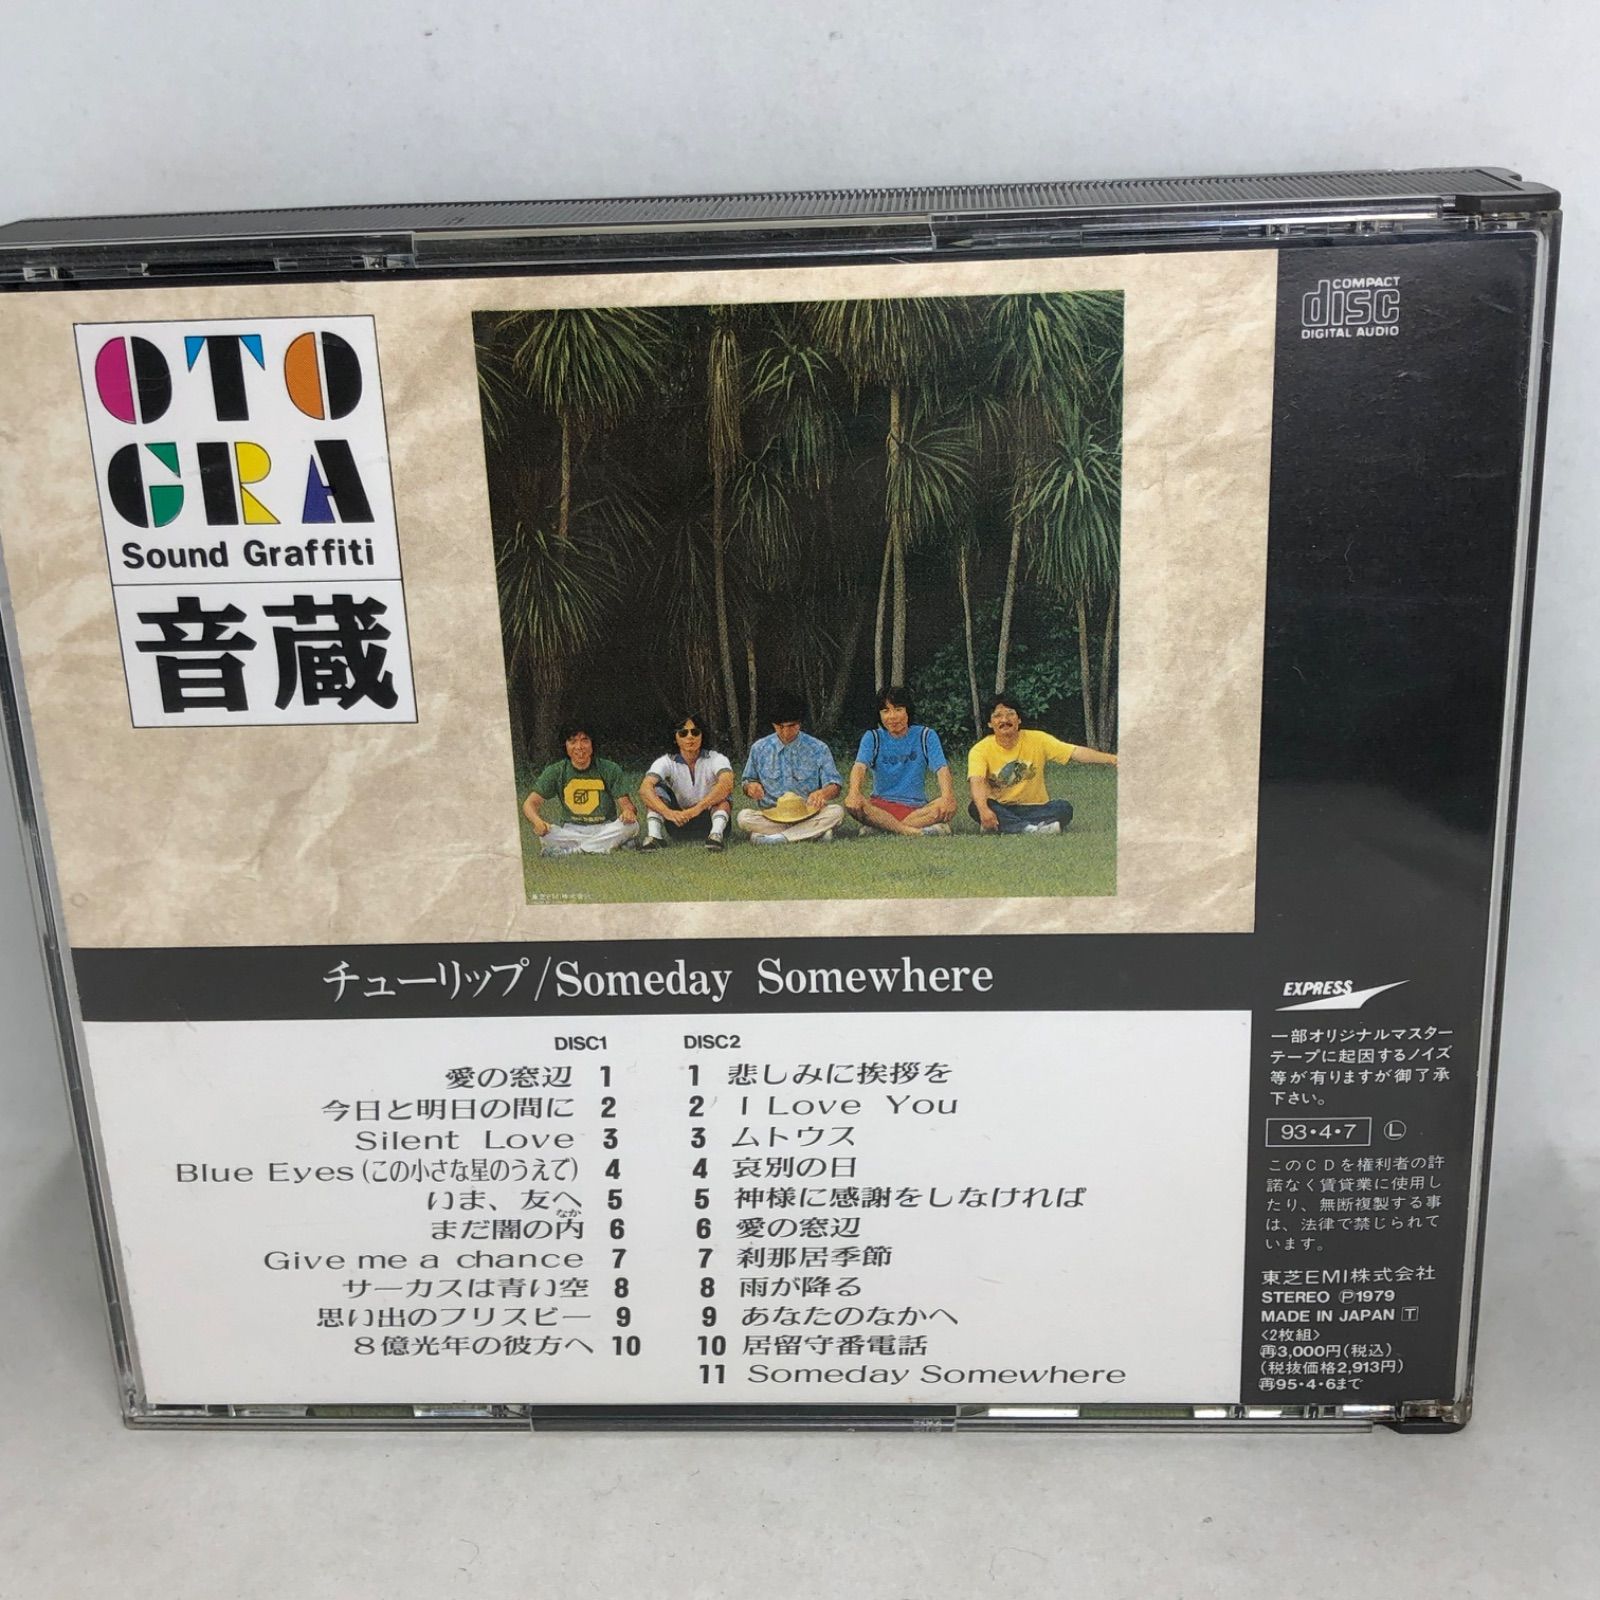 OTO
GRA
Sound Graffiti
音蔵
COMPACT
disc
DIGITAL AUDIO
チューリップ/Someday Somewhere
DISC1
愛の窓辺 1
今日と明日の間に 2
Silent Love 3
Blue Eyes(この小さな星のうえで) 4
いま、友へ 5
なか
まだ闇の内 6
Give me a chance 7
サーカスは青い空 8
思い出のフリスビー 9
8億光年の彼方へ 10
DISC2
1 悲しみに挨拶を
2 I Love You
3 ムトウス
4 哀別の日
5 神様に感謝をしなければ
6 愛の窓辺
7 刹那居季節
8 雨が降る
9 あなたのなかへ
10 居留守番電話
11 Someday Somewhere
EXPRESS
一部オリジナルマスター
テープに起因するノイズ
等が有りますが御了承
下さい。
93・4・7 Ⓛ
このCDを権利者の許
諾なく賃貸業に使用し
たり、無断複製する事
は、法律で禁じられて
います。
東芝EMI株式会社
STEREO Ⓟ1979
MADE IN JAPAN T
<2枚組>
再3,000円(税込)
(税抜価格2,913円)
再95・4・6まで